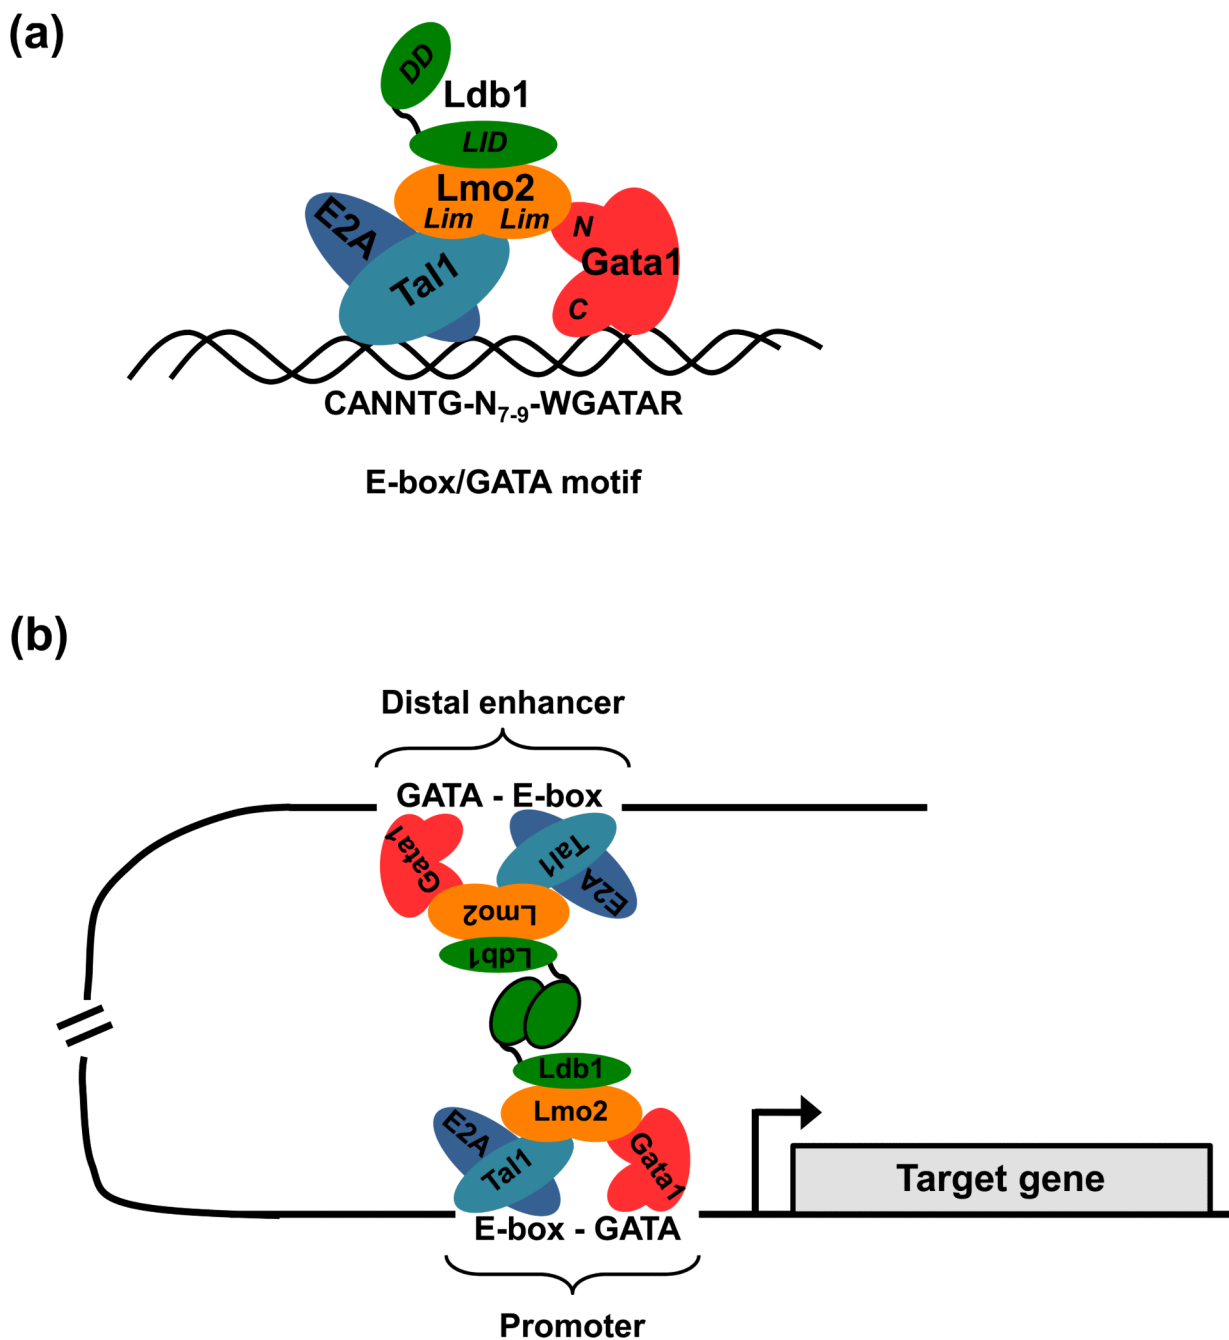 (a)
DD
Ldb1
LID
Lmo2
Lim Lim
E2A
Tal1
N
Gata1
C
CANNTG-N7-9-WGATAR
E-box/GATA motif
(b)
Distal enhancer
GATA - E-box
Gata1
Tal1
E2A
Lmo2
Ldb1
Ldb1
Lmo2
E2A
Tal1
Gata1
Target gene
E-box - GATA
Promoter